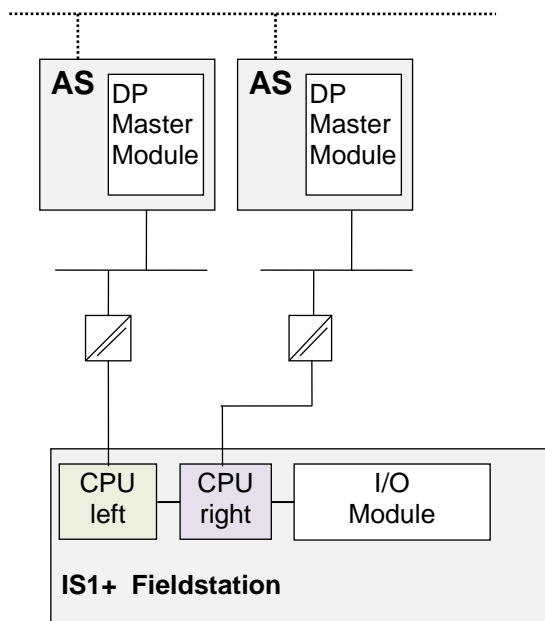 AS
DP
Master
Module
AS
DP
Master
Module
CPU
left
CPU
right
I/O
Module
IS1+ Fieldstation